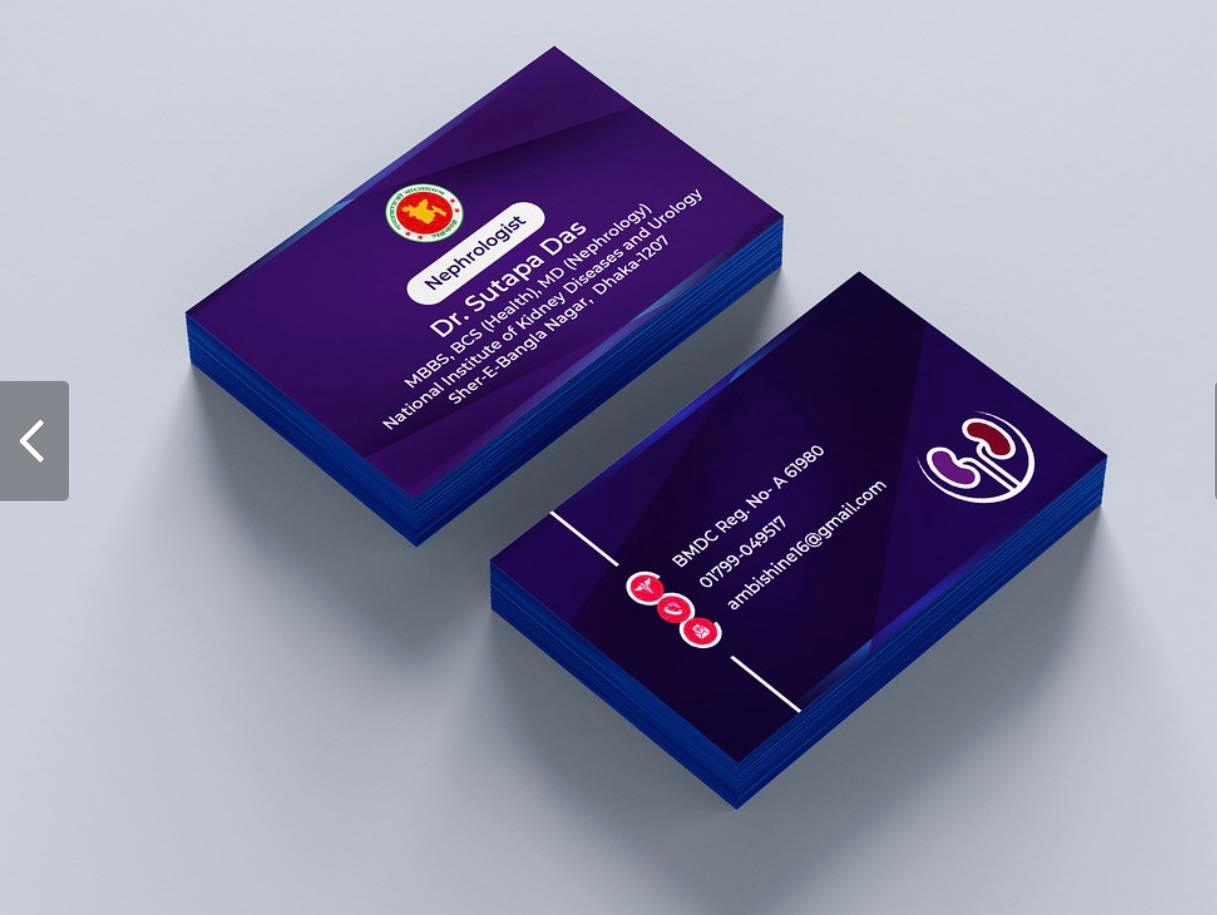 Nephrologist
Dr. Sutapa Das
MBBS, BCS (Health), MD (Nephrology)
National Institute of Kidney Diseases and Urology
Sher-E-Bangla Nagar, Dhaka-1207
BMDC Reg. No- A 61980
01799-049517
ambishine16@gmail.com